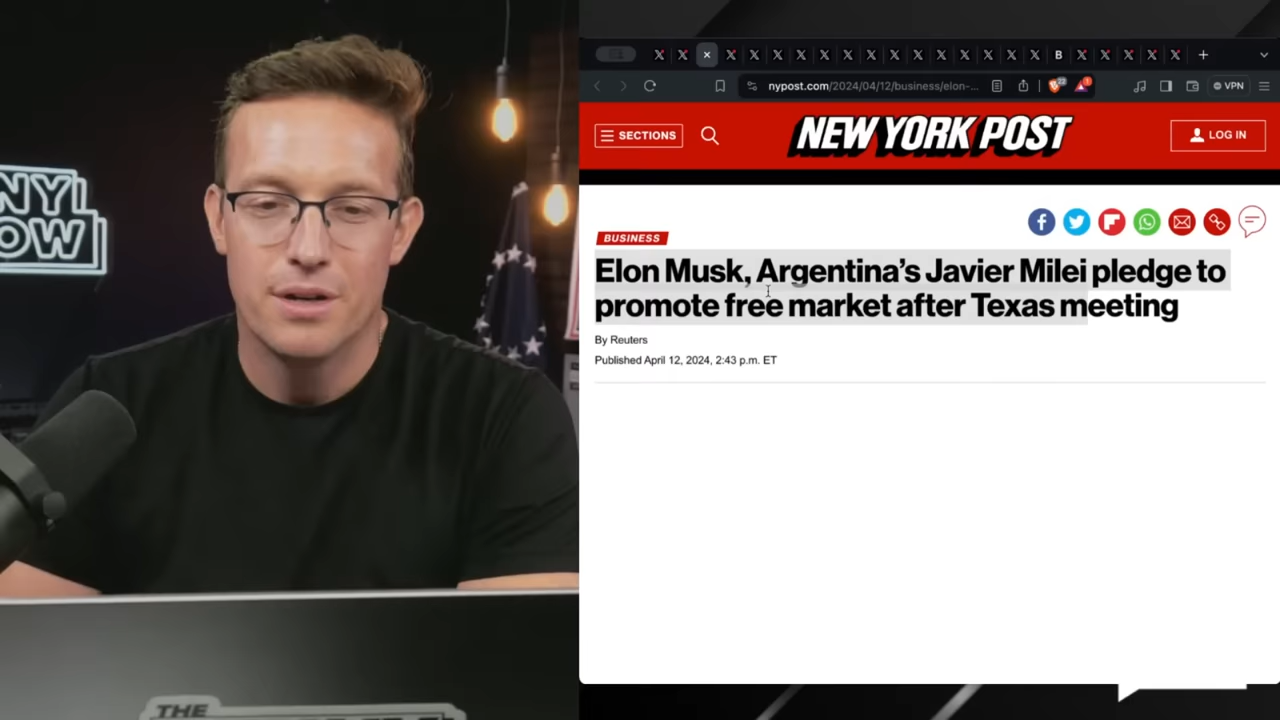 NY
OW
THE
nypost.com/2024/04/12/business/elon-...
VPN
SECTIONS
NEW YORK POST
LOG IN
BUSINESS
Elon Musk, Argentina's Javier Milei pledge to
promote free market after Texas meeting
By Reuters
Published April 12, 2024, 2:43 p.m. ET